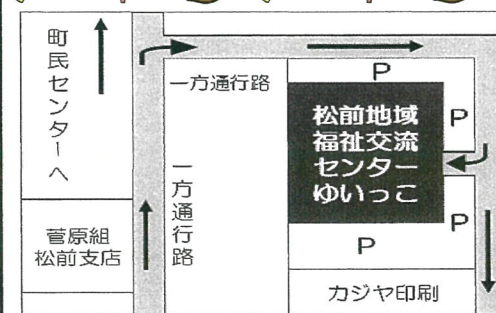 町民センターへ
一方通行路
P
松前地域
福祉交流
センター
ゆいっこ
P
P
P
一方通行路
菅原組
松前支店
カジヤ印刷